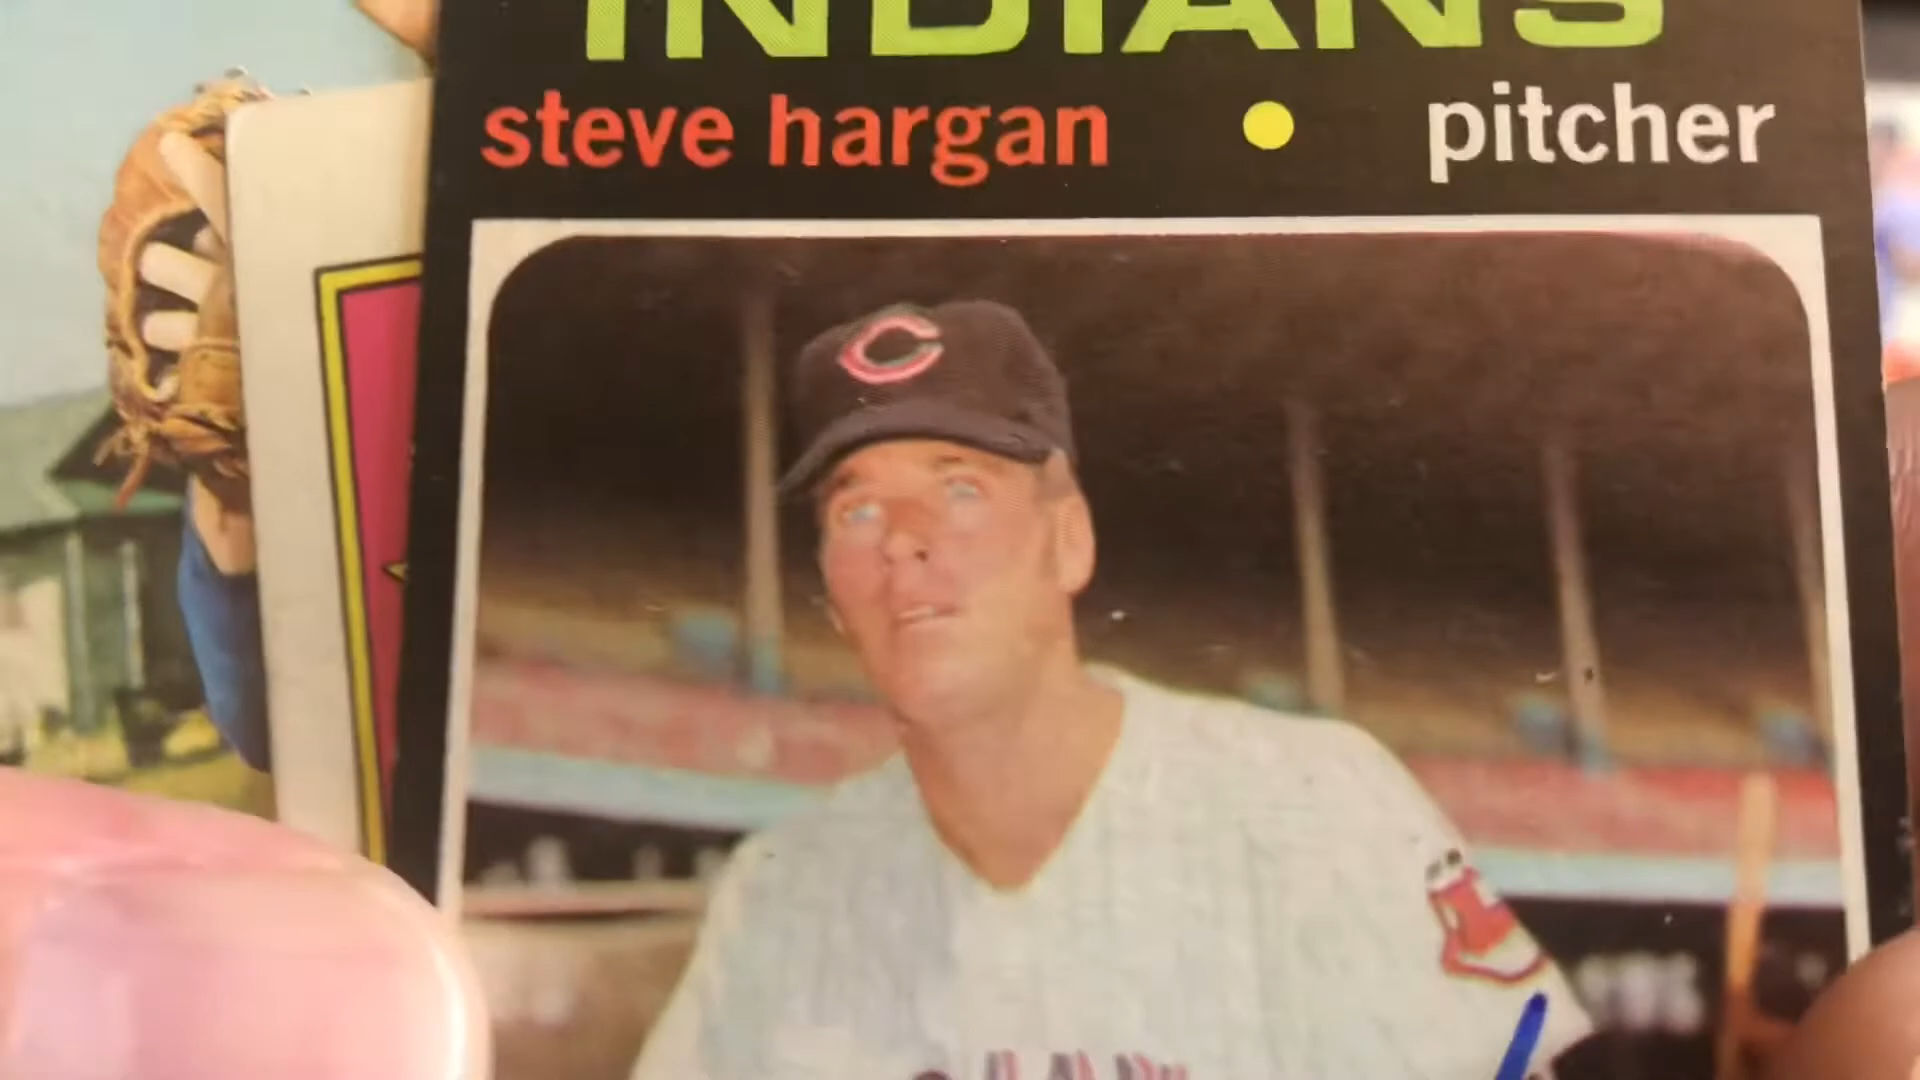 INDIANS
steve hargan • pitcher
C